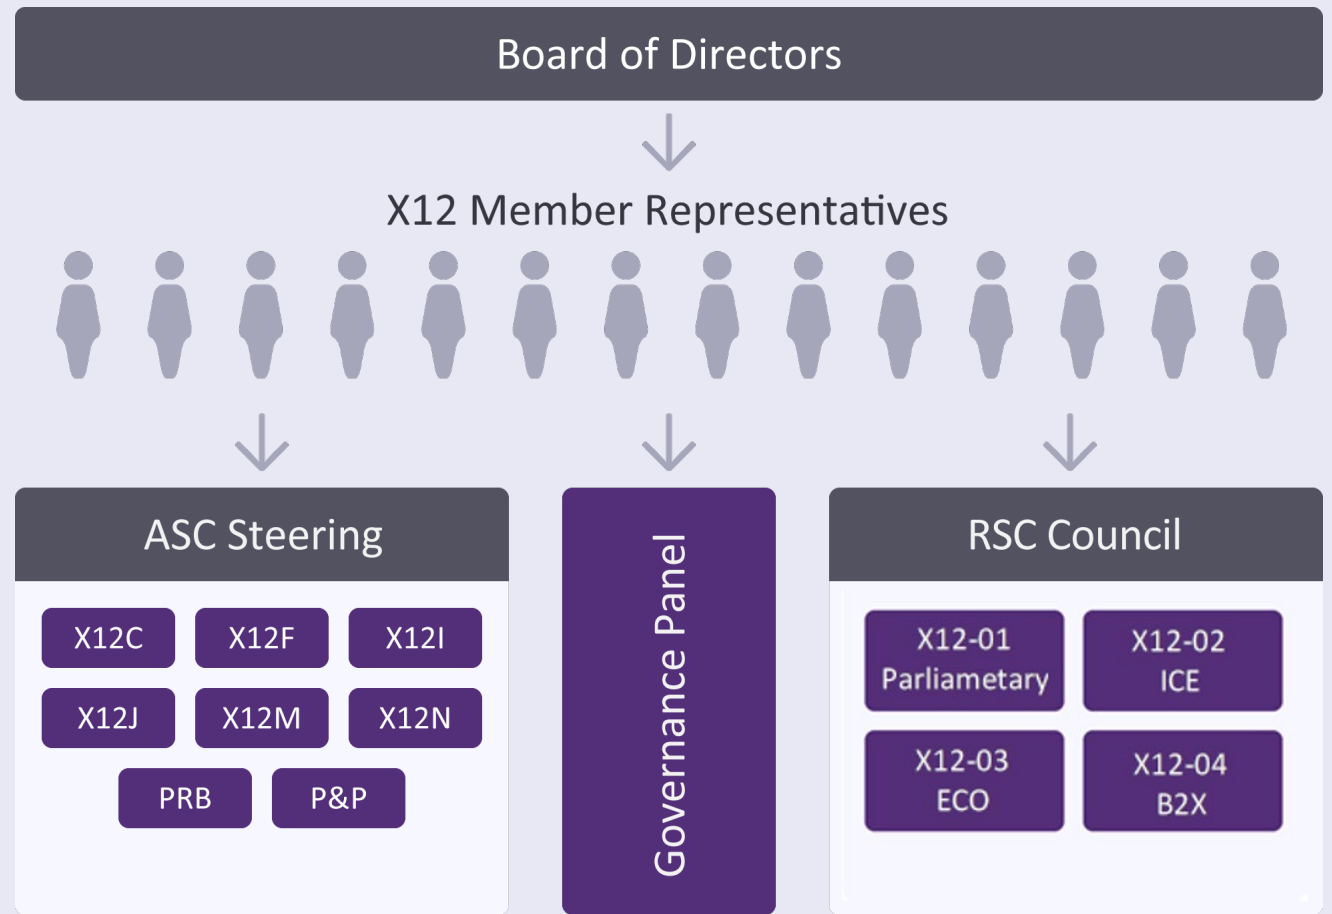 Board of Directors
X12 Member Representatives
ASC Steering
X12C
X12F
X12I
X12J
X12M
X12N
PRB
P&P
Governance Panel
RSC Council
X12-01
Parliametary
X12-02
ICE
X12-03
ECO
X12-04
B2X